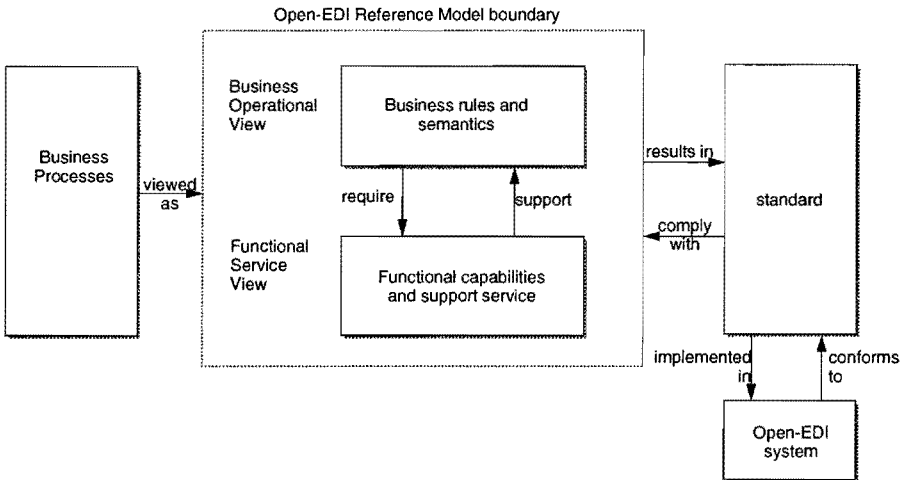 Open-EDI Reference Model boundary
Business
Processes
viewed
as
Business
Operational
View
Business rules and
semantics
require
support
Functional
Service
View
Functional capabilities
and support service
results in
comply
with
standard
implemented
in
conforms
to
Open-EDI
system